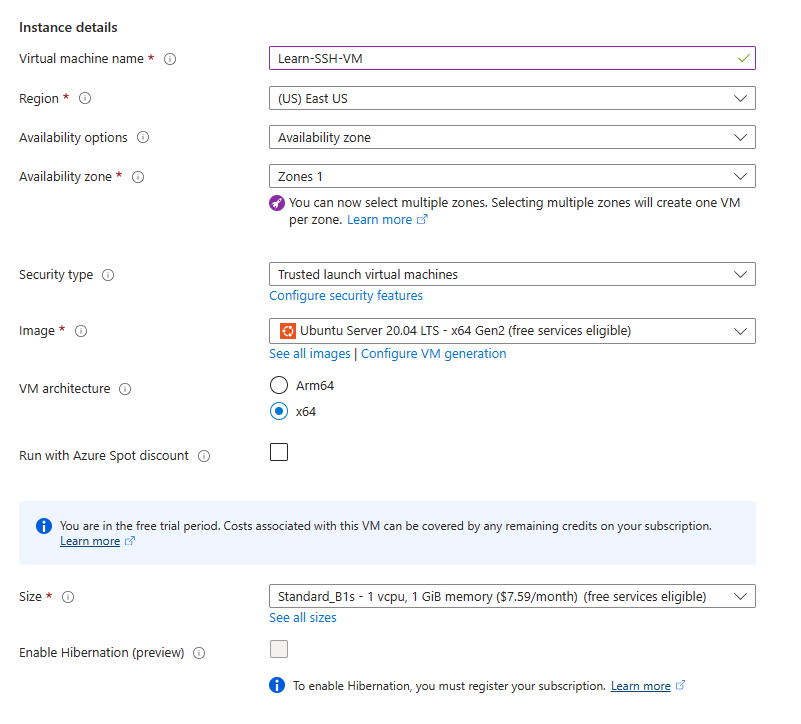 Instance details
Virtual machine name *
Learn-SSH-VM
Region *
(US) East US
Availability options
Availability zone
Availability zone *
Zones 1
You can now select multiple zones. Selecting multiple zones will create one VM
per zone. Learn more
Security type
Trusted launch virtual machines
Configure security features
Image *
Ubuntu Server 20.04 LTS - x64 Gen2 (free services eligible)
See all images | Configure VM generation
VM architecture
Arm64
x64
Run with Azure Spot discount
You are in the free trial period. Costs associated with this VM can be covered by any remaining credits on your subscription.
Learn more
Size *
Standard_B1s - 1 vcpu, 1 GiB memory ($7.59/month) (free services eligible)
See all sizes
Enable Hibernation (preview)
To enable Hibernation, you must register your subscription. Learn more